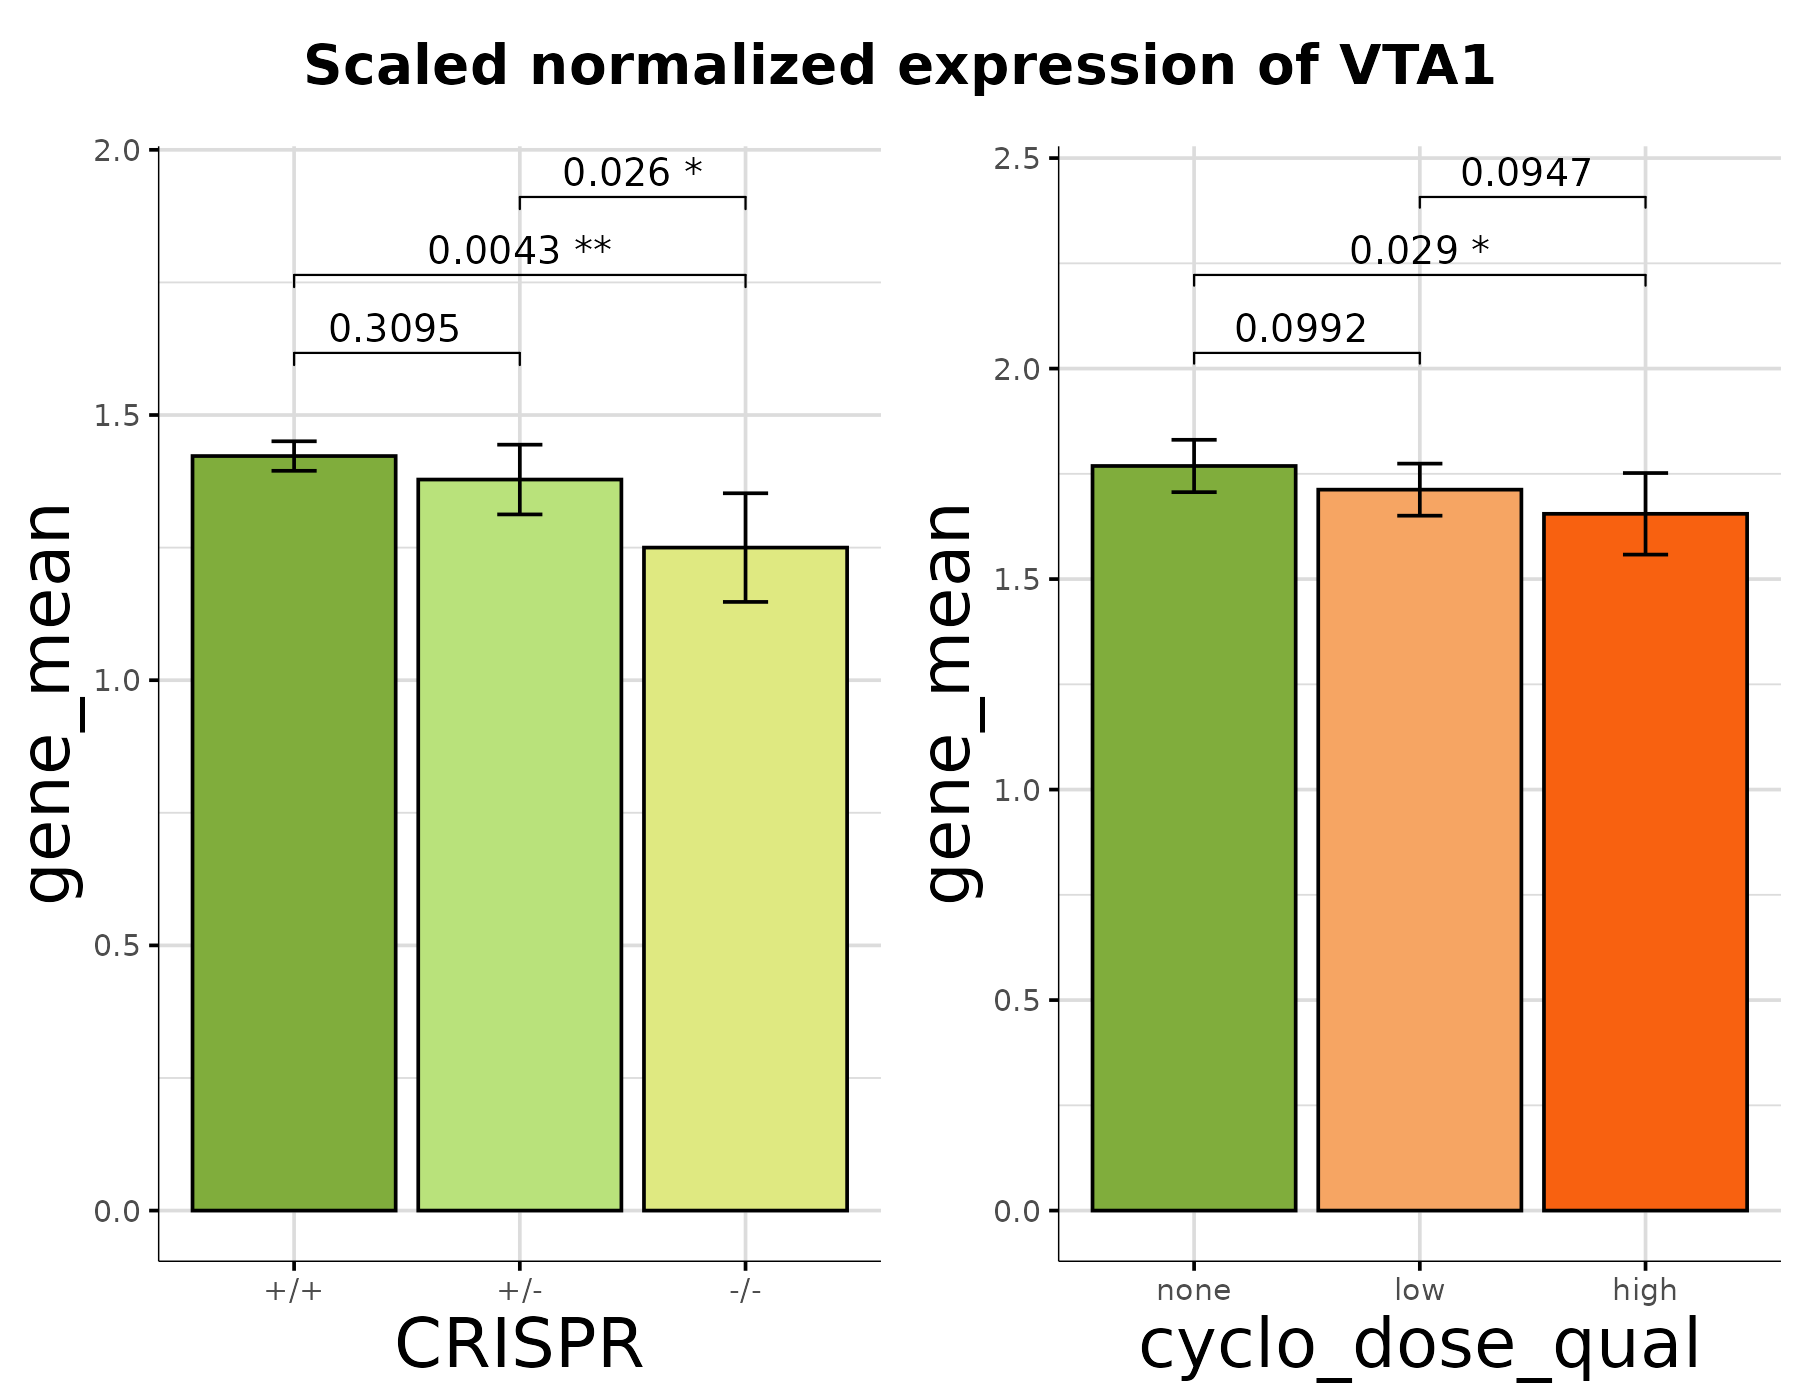 Scaled normalized expression of VTA1
gene_mean
2.0
1.5
1.0
0.5
0.0
0.026 *
0.0043 **
0.3095
+/+ +/- -/-
CRISPR
gene_mean
2.5
2.0
1.5
1.0
0.5
0.0
0.0947
0.029 *
0.0992
none low high
cyclo_dose_qual